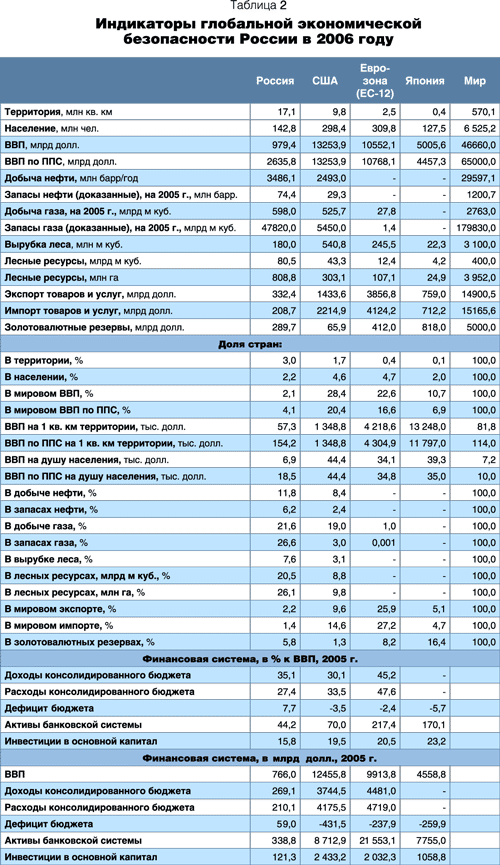 Таблица 2
Индикаторы глобальной экономической
безопасности России в 2006 году
Россия США Евро-зона (ЕС-12) Япония Мир
Территория, млн кв. км 17,1 9,8 2,5 0,4 570,1
Население, млн чел. 142,8 298,4 309,8 127,5 6 525,2
ВВП, млрд долл. 979,4 13253,9 10552,1 5005,6 46660,0
ВВП по ППС, млрд долл. 2635,8 13253,9 10768,1 4457,3 65000,0
Добыча нефти, млн барр/год 3486,1 2493,0 - - 29597,1
Запасы нефти (доказанные), на 2005 г., млн барр. 74,4 29,3 - - 1200,7
Добыча газа, на 2005 г., млрд м куб. 598,0 525,7 27,8 - 2763,0
Запасы газа (доказанные), на 2005 г., млрд м куб. 47820,0 5450,0 1,4 - 179830,0
Вырубка леса, млн м куб. 180,0 540,8 245,5 22,3 3 100,0
Лесные ресурсы, млрд м куб. 80,5 43,3 12,4 4,2 400,0
Лесные ресурсы, млн га 808,8 303,1 107,1 24,9 3 952,0
Экспорт товаров и услуг, млрд долл. 332,4 1433,6 3856,8 759,0 14900,5
Импорт товаров и услуг, млрд долл. 208,7 2214,9 4124,2 712,2 15165,6
Золотовалютные резервы, млрд долл. 289,7 65,9 412,0 818,0 5000,0
Доля стран:
В территории, % 3,0 1,7 0,4 0,1 100,0
В населении, % 2,2 4,6 4,7 2,0 100,0
В мировом ВВП, % 2,1 28,4 22,6 10,7 100,0
В мировом ВВП по ППС, % 4,1 20,4 16,6 6,9 100,0
ВВП на 1 кв. км территории, тыс. долл. 57,3 1 348,8 4 218,6 13 248,0 81,8
ВВП по ППС на 1 кв. км территории, тыс. долл. 154,2 1 348,8 4 304,9 11 797,0 114,0
ВВП на душу населения, тыс. долл. 6,9 44,4 34,1 39,3 7,2
ВВП по ППС на душу населения, тыс. долл. 18,5 44,4 34,8 35,0 10,0
В добыче нефти, % 11,8 8,4 - - 100,0
В запасах нефти, % 6,2 2,4 - - 100,0
В добыче газа, % 21,6 19,0 1,0 - 100,0
В запасах газа, % 26,6 3,0 0,001 - 100,0
В вырубке леса, % 7,6 3,1 - - 100,0
В лесных ресурсах, млрд м куб., % 20,5 8,8 - - 100,0
В лесных ресурсах, млн га, % 26,1 9,8 - - 100,0
В мировом экспорте, % 2,2 9,6 25,9 5,1 100,0
В мировом импорте, % 1,4 14,6 27,2 4,7 100,0
В золотовалютных резервах, % 5,8 1,3 8,2 16,4 100,0
Финансовая система, в % к ВВП, 2005 г.
Доходы консолидированного бюджета 35,1 30,1 45,2 -
Расходы консолидированного бюджета 27,4 33,5 47,6 -
Дефицит бюджета 7,7 -3,5 -2,4 -5,7
Активы банковской системы 44,2 70,0 217,4 170,1
Инвестиции в основной капитал 15,8 19,5 20,5 23,2
Финансовая система, в млрд долл., 2005 г.
ВВП 766,0 12455,8 9913,8 4558,8
Доходы консолидированного бюджета 269,1 3744,5 4481,0 -
Расходы консолидированного бюджета 210,1 4175,5 4719,0 -
Дефицит бюджета 59,0 -431,5 -237,9 -259,9
Активы банковской системы 338,8 8 712,9 21 553,1 7755,0
Инвестиции в основной капитал 121,3 2 433,2 2 032,3 1058,8